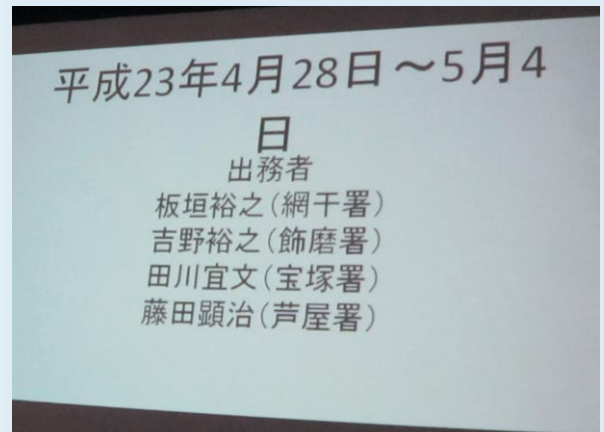 平成23年4月28日～5月4
日
出務者
板垣裕之(網干署)
吉野裕之(飾磨署)
田川宜文(宝塚署)
藤田顕治(芦屋署)